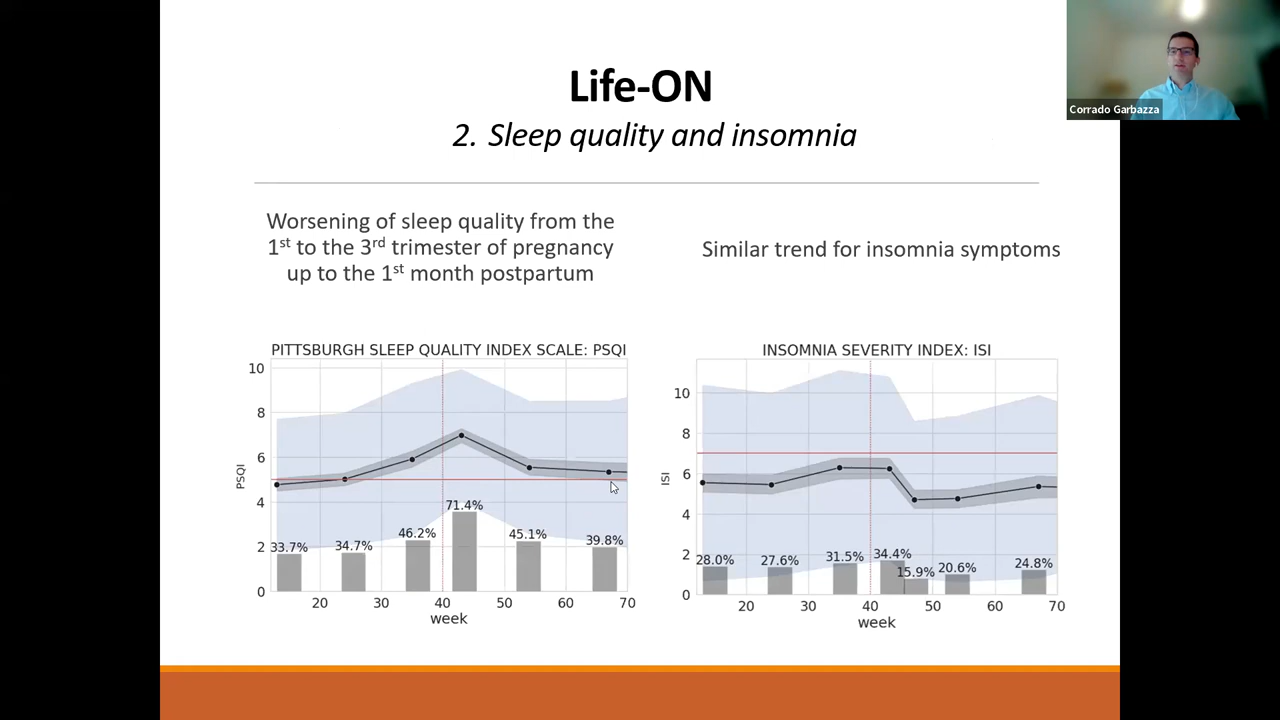 Life-ON
2. Sleep quality and insomnia
Corrado Garbazza
Worsening of sleep quality from the
1st to the 3rd trimester of pregnancy
up to the 1st month postpartum
Similar trend for insomnia symptoms
PITTSBURGH SLEEP QUALITY INDEX SCALE: PSQI
10
8
6
4
2
0
PSQI
33.7%
34.7%
46.2%
71.4%
45.1%
39.8%
20 30 40 50 60 70
week
INSOMNIA SEVERITY INDEX: ISI
10
8
6
4
2
0
ISI
28.0%
27.6%
31.5%
34.4%
15.9%
20.6%
24.8%
20 30 40 50 60 70
week